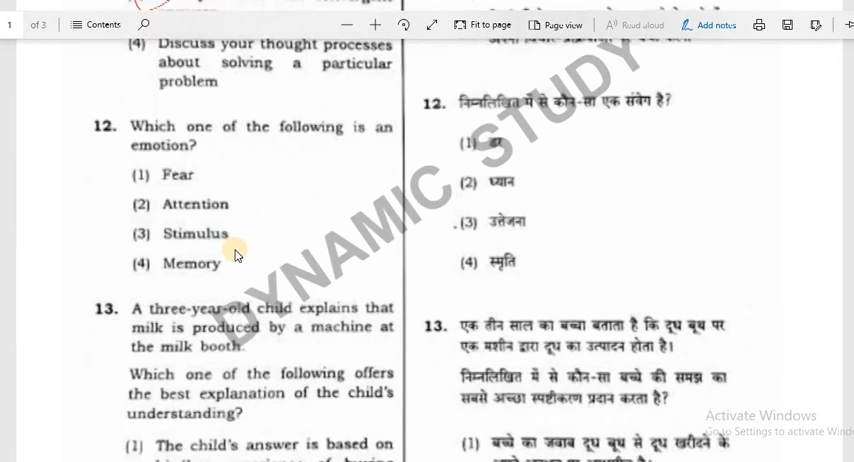 1 of 3 Contents Fit to page Page view Read aloud Add notes
(4) Discuss your thought processes
about solving a particular
problem
12. Which one of the following is an
emotion?
(1) Fear
(2) Attention
(3) Stimulus
(4) Memory
13. A three-year-old child explains that
milk is produced by a machine at
the milk booth.
Which one of the following offers
the best explanation of the child's
understanding?
(1) The child's answer is based on
12. निम्नलिखित में से कौन-सा एक संवेग है?
(1) डर
(2) ध्यान
(3) उत्तेजना
(4) स्मृति
13. एक तीन साल का बच्चा बताता है कि दूध बूथ पर
एक मशीन द्वारा दूध का उत्पादन होता है।
निम्नलिखित में से कौन-सा बच्चे की समझ का
सबसे अच्छा स्पष्टीकरण प्रदान करता है?
(1) बच्चे का जवाब दूध बूथ से दूध खरीदने के
DYNAMIC STUDY
Activate Windows
Go to Settings to activate Wind